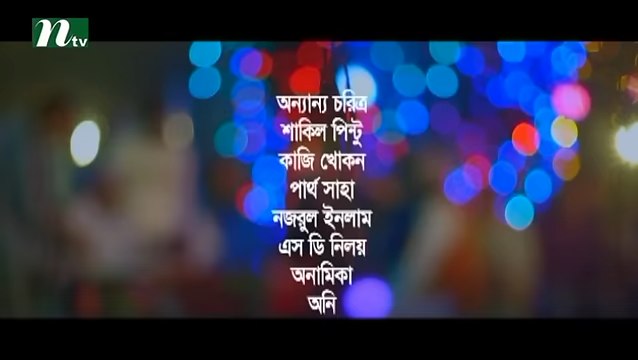 ntv
অন্যান্য চরিত্র
শাকিল পিন্টু
কাজি খোকন
পার্থ সাহা
নজরুল ইনলাম
এস ডি নিলয়
অনামিকা
অনি